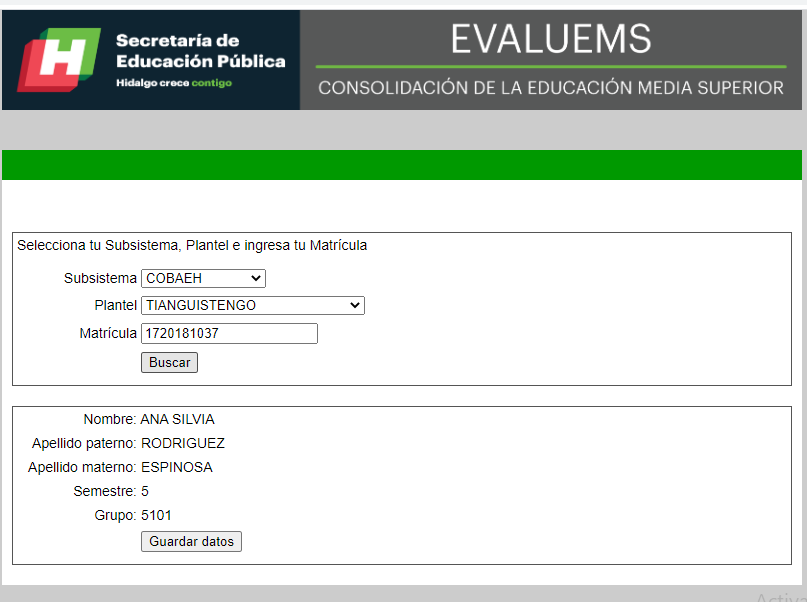 H
Secretaría de
Educación Pública
Hidalgo crece contigo
EVALUEMS
CONSOLIDACIÓN DE LA EDUCACIÓN MEDIA SUPERIOR
Selecciona tu Subsistema, Plantel e ingresa tu Matrícula
Subsistema COBAEH
Plantel TIANGUISTENGO
Matrícula 1720181037
Buscar
Nombre: ANA SILVIA
Apellido paterno: RODRIGUEZ
Apellido materno: ESPINOSA
Semestre: 5
Grupo: 5101
Guardar datos